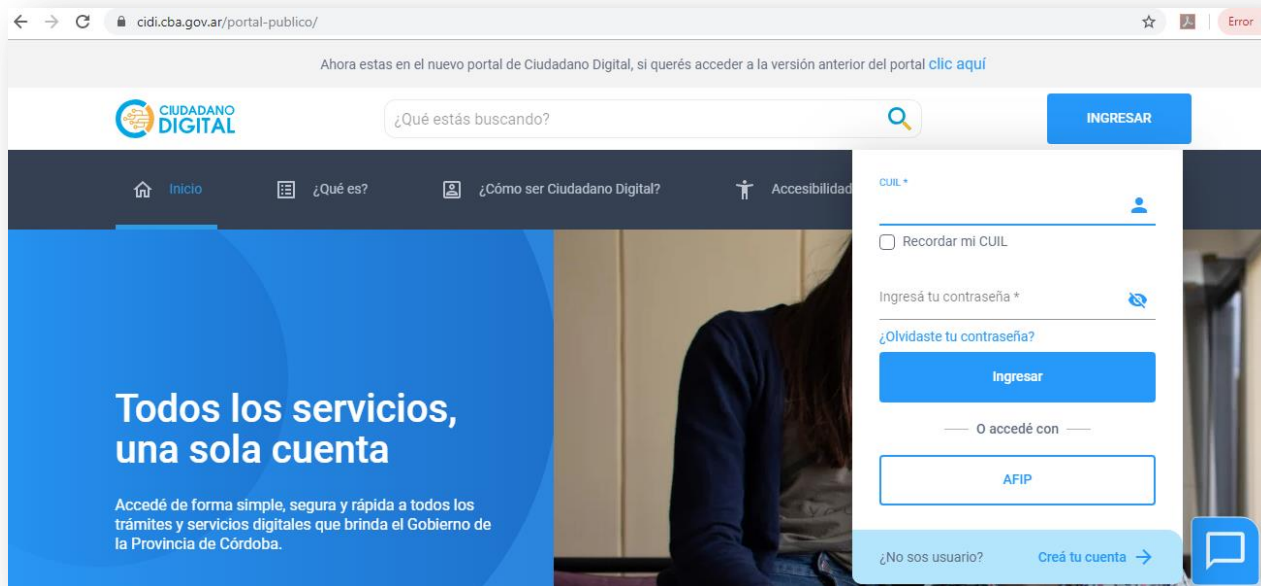 cidi.cba.gov.ar/portal-publico/
Error
Ahora estas en el nuevo portal de Ciudadano Digital, si querés acceder a la versión anterior del portal clic aquí
CIUDADANO
DIGITAL
¿Qué estás buscando?
INGRESAR
Inicio
¿Qué es?
¿Cómo ser Ciudadano Digital?
Accesibilidad
CUIL *
Recordar mi CUIL
Ingresá tu contraseña *
¿Olvidaste tu contraseña?
Ingresar
O accedé con
AFIP
¿No sos usuario?
Creá tu cuenta
Todos los servicios,
una sola cuenta
Accedé de forma simple, segura y rápida a todos los
trámites y servicios digitales que brinda el Gobierno de
la Provincia de Córdoba.